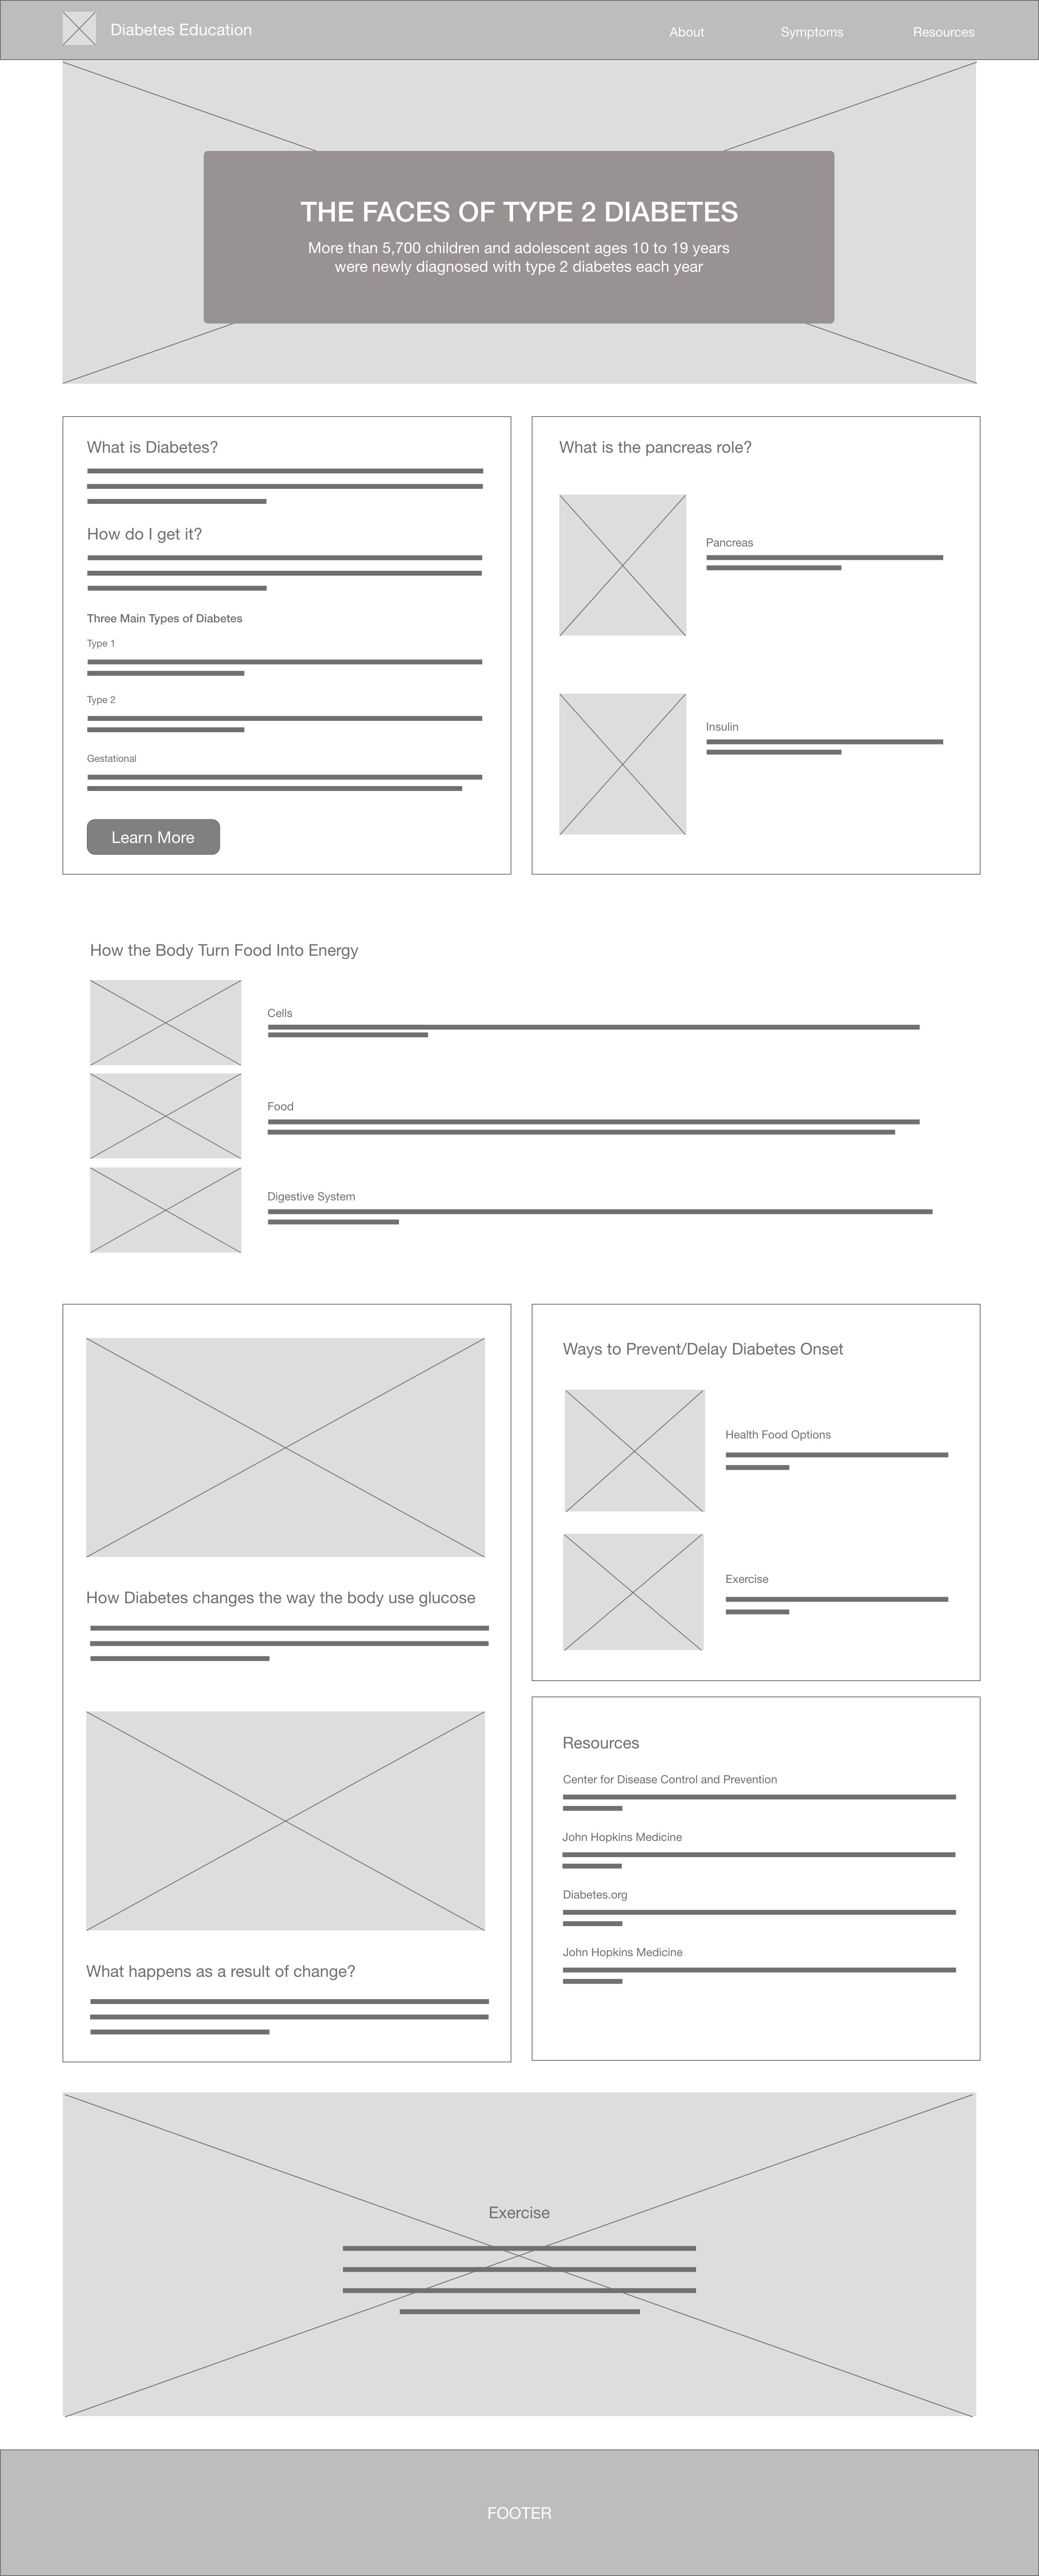 Diabetes Education
About
Symptoms
Resources
THE FACES OF TYPE 2 DIABETES
More than 5,700 children and adolescent ages 10 to 19 years
were newly diagnosed with type 2 diabetes each year
What is Diabetes?
How do I get it?
Three Main Types of Diabetes
Type 1
Type 2
Gestational
Learn More
What is the pancreas role?
Pancreas
Insulin
How the Body Turn Food Into Energy
Cells
Food
Digestive System
How Diabetes changes the way the body use glucose
What happens as a result of change?
Ways to Prevent/Delay Diabetes Onset
Health Food Options
Exercise
Resources
Center for Disease Control and Prevention
John Hopkins Medicine
Diabetes.org
John Hopkins Medicine
Exercise
FOOTER